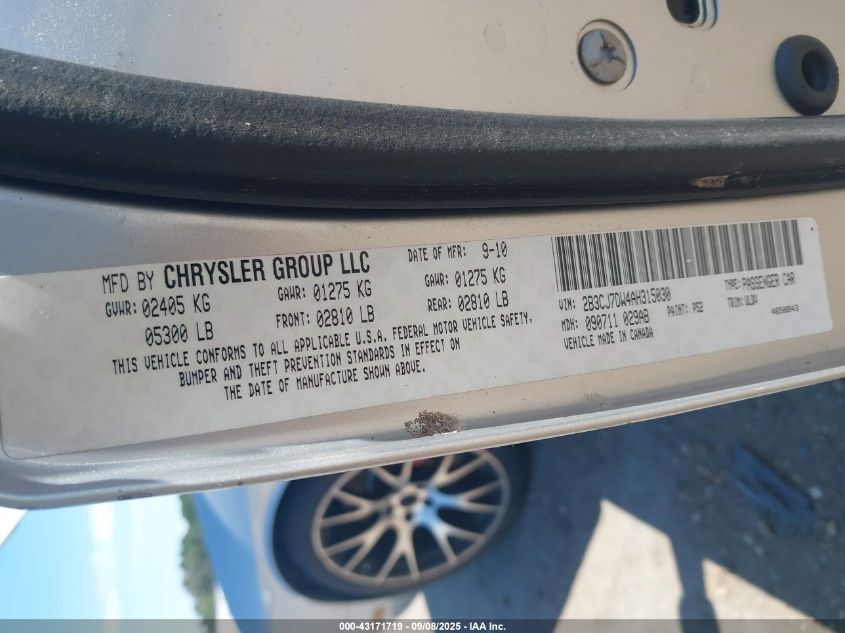 MFD BY CHRYSLER GROUP LLC DATE OF MFR: 9-10
GVWR: 02405 KG GAWR: 01275 KG GAWR: 01275 KG
05300 LB FRONT: 02810 LB REAR: 02810 LB
THIS VEHICLE CONFORMS TO ALL APPLICABLE U.S.A. FEDERAL MOTOR VEHICLE SAFETY,
BUMPER AND THEFT PREVENTION STANDARDS IN EFFECT ON
THE DATE OF MANUFACTURE SHOWN ABOVE.
VIN: 2B3CJ7DW4AH315030 TYPE: PASSENGER CAR
MDH: 090711 029AB PAINT: PS2 TRIM: VLDV
VEHICLE MADE IN CANADA 4658043
000-43171719 - 09/08/2025 - IAA Inc.